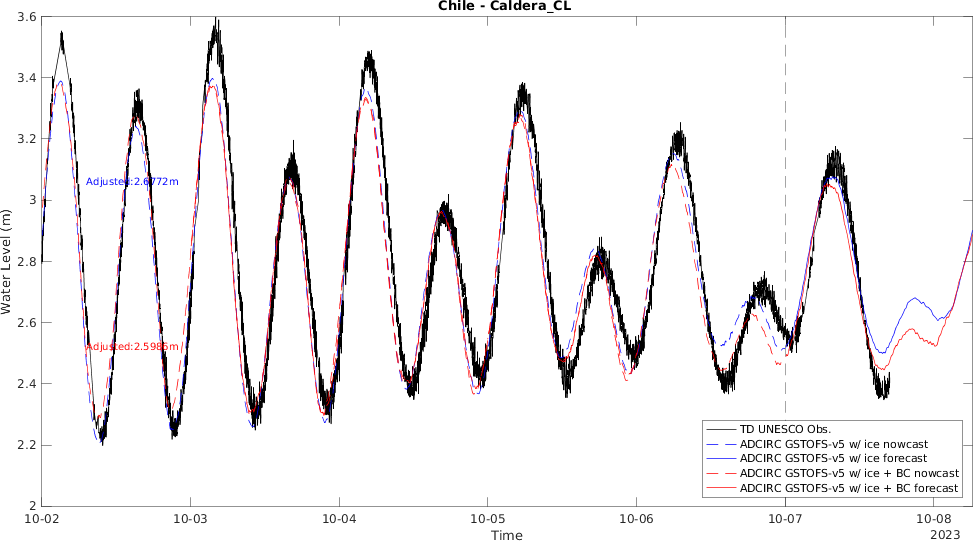 Chile - Caldera_CL
3.6
3.4
3.2
3
2.8
2.6
2.4
2.2
2
Water Level (m)
Adjusted:2.6772m
Adjusted:2.5985m
TD UNESCO Obs.
ADCIRC GSTOFS-v5 w/ ice nowcast
ADCIRC GSTOFS-v5 w/ ice forecast
ADCIRC GSTOFS-v5 w/ ice + BC nowcast
ADCIRC GSTOFS-v5 w/ ice + BC forecast
10-02 10-03 10-04 10-05 10-06 10-07 10-08
Time
2023